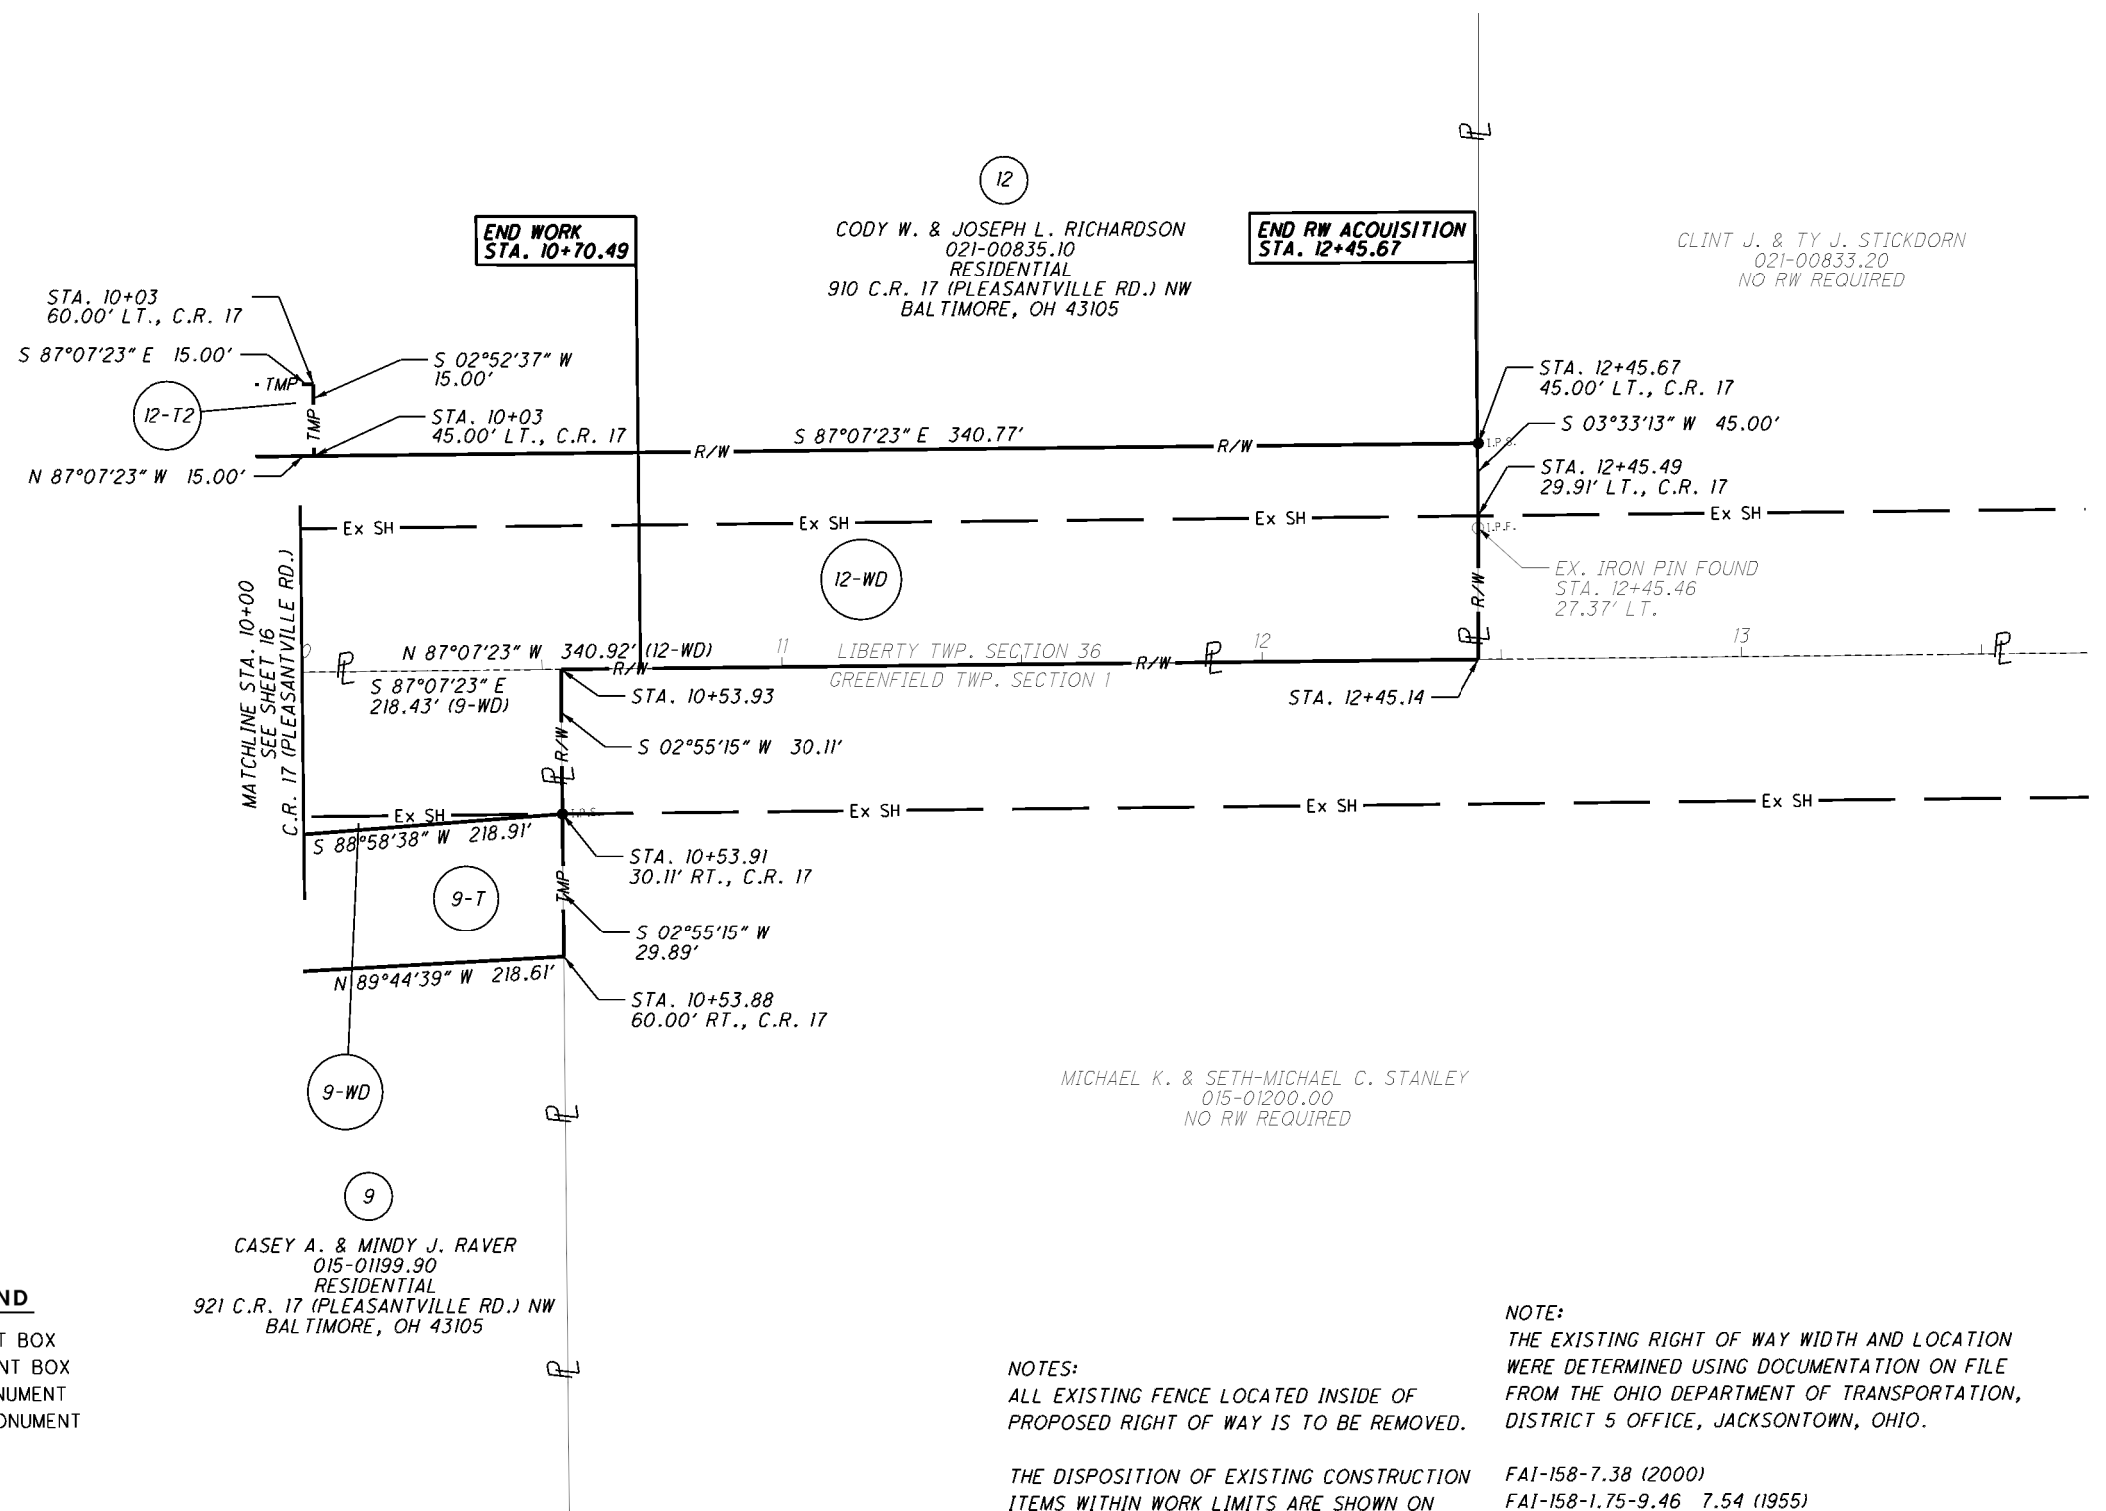 12
END WORK
STA. 10+70.49
CODY W. & JOSEPH L. RICHARDSON
021-00835.10
RESIDENTIAL
910 C.R. 17 (PLEASANTVILLE RD.) NW
BALTIMORE, OH 43105
END RW ACQUISITION
STA. 12+45.67
CLINT J. & TY J. STICKDORN
021-00833.20
NO RW REQUIRED
STA. 10+03
60.00' LT., C.R. 17
S 87°07'23" E 15.00'
TMP
S 02°52'37" W
15.00'
12-T2
TMP
STA. 10+03
45.00' LT., C.R. 17
N 87°07'23" W 15.00'
R/W
S 87°07'23" E 340.77'
R/W
STA. 12+45.67
45.00' LT., C.R. 17
I.P.S.
S 03°33'13" W 45.00'
STA. 12+45.49
29.91' LT., C.R. 17
Ex SH
Ex SH
Ex SH
Ex SH
I.P.F.
EX. IRON PIN FOUND
STA. 12+45.46
27.37' LT.
12-WD
R/W
MATCHLINE STA. 10+00
SEE SHEET 16
C.R. 17 (PLEASANTVILLE RD.)
0
PL
N 87°07'23" W 340.92' (12-WD)
R/W
11
LIBERTY TWP. SECTION 36
GREENFIELD TWP. SECTION 1
R/W
PL
12
PL
13
PL
S 87°07'23" E
218.43' (9-WD)
STA. 10+53.93
STA. 12+45.14
S 02°55'15" W 30.11'
R/W
PL
Ex SH
Ex SH
Ex SH
Ex SH
I.P.S.
S 88°58'38" W 218.91'
STA. 10+53.91
30.11' RT., C.R. 17
9-T
TMP
S 02°55'15" W
29.89'
N 89°44'39" W 218.61'
STA. 10+53.88
60.00' RT., C.R. 17
9-WD
PL
MICHAEL K. & SETH-MICHAEL C. STANLEY
015-01200.00
NO RW REQUIRED
9
CASEY A. & MINDY J. RAVER
015-01199.90
RESIDENTIAL
921 C.R. 17 (PLEASANTVILLE RD.) NW
BALTIMORE, OH 43105
PL
PL
ND
T BOX
NT BOX
NUMENT
ONUMENT
NOTES:
ALL EXISTING FENCE LOCATED INSIDE OF
PROPOSED RIGHT OF WAY IS TO BE REMOVED.
THE DISPOSITION OF EXISTING CONSTRUCTION
ITEMS WITHIN WORK LIMITS ARE SHOWN ON
NOTE:
THE EXISTING RIGHT OF WAY WIDTH AND LOCATION
WERE DETERMINED USING DOCUMENTATION ON FILE
FROM THE OHIO DEPARTMENT OF TRANSPORTATION,
DISTRICT 5 OFFICE, JACKSONTOWN, OHIO.
FAI-158-7.38 (2000)
FAI-158-1.75-9.46 7.54 (1955)